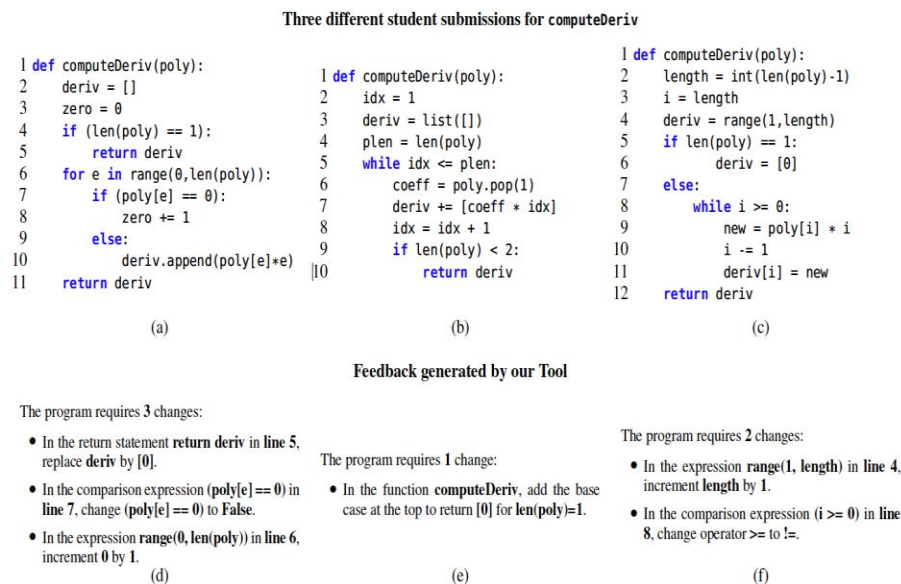 Three different student submissions for computeDeriv
1 def computeDeriv(poly):
2     deriv = []
3     zero = 0
4     if (len(poly) == 1):
5         return deriv
6     for e in range(0,len(poly)):
7         if (poly[e] == 0):
8             zero += 1
9         else:
10             deriv.append(poly[e]*e)
11     return deriv
(a)
1 def computeDeriv(poly):
2     idx = 1
3     deriv = list([])
4     plen = len(poly)
5     while idx <= plen:
6         coeff = poly.pop(1)
7         deriv += [coeff * idx]
8         idx = idx + 1
9         if len(poly) < 2:
10             return deriv
(b)
1 def computeDeriv(poly):
2     length = int(len(poly)-1)
3     i = length
4     deriv = range(1,length)
5     if len(poly) == 1:
6             deriv = [0]
7     else:
8         while i >= 0:
9             new = poly[i] * i
10             i -= 1
11             deriv[i] = new
12     return deriv
(c)
Feedback generated by our Tool
The program requires 3 changes:
• In the return statement return deriv in line 5,
replace deriv by [0].
• In the comparison expression (poly[e] == 0) in
line 7, change (poly[e] == 0) to False.
• In the expression range(0, len(poly)) in line 6,
increment 0 by 1.
(d)
The program requires 1 change:
• In the function computeDeriv, add the base
case at the top to return [0] for len(poly)=1.
(e)
The program requires 2 changes:
• In the expression range(1, length) in line 4,
increment length by 1.
• In the comparison expression (i >= 0) in line
8, change operator >= to !=.
(f)